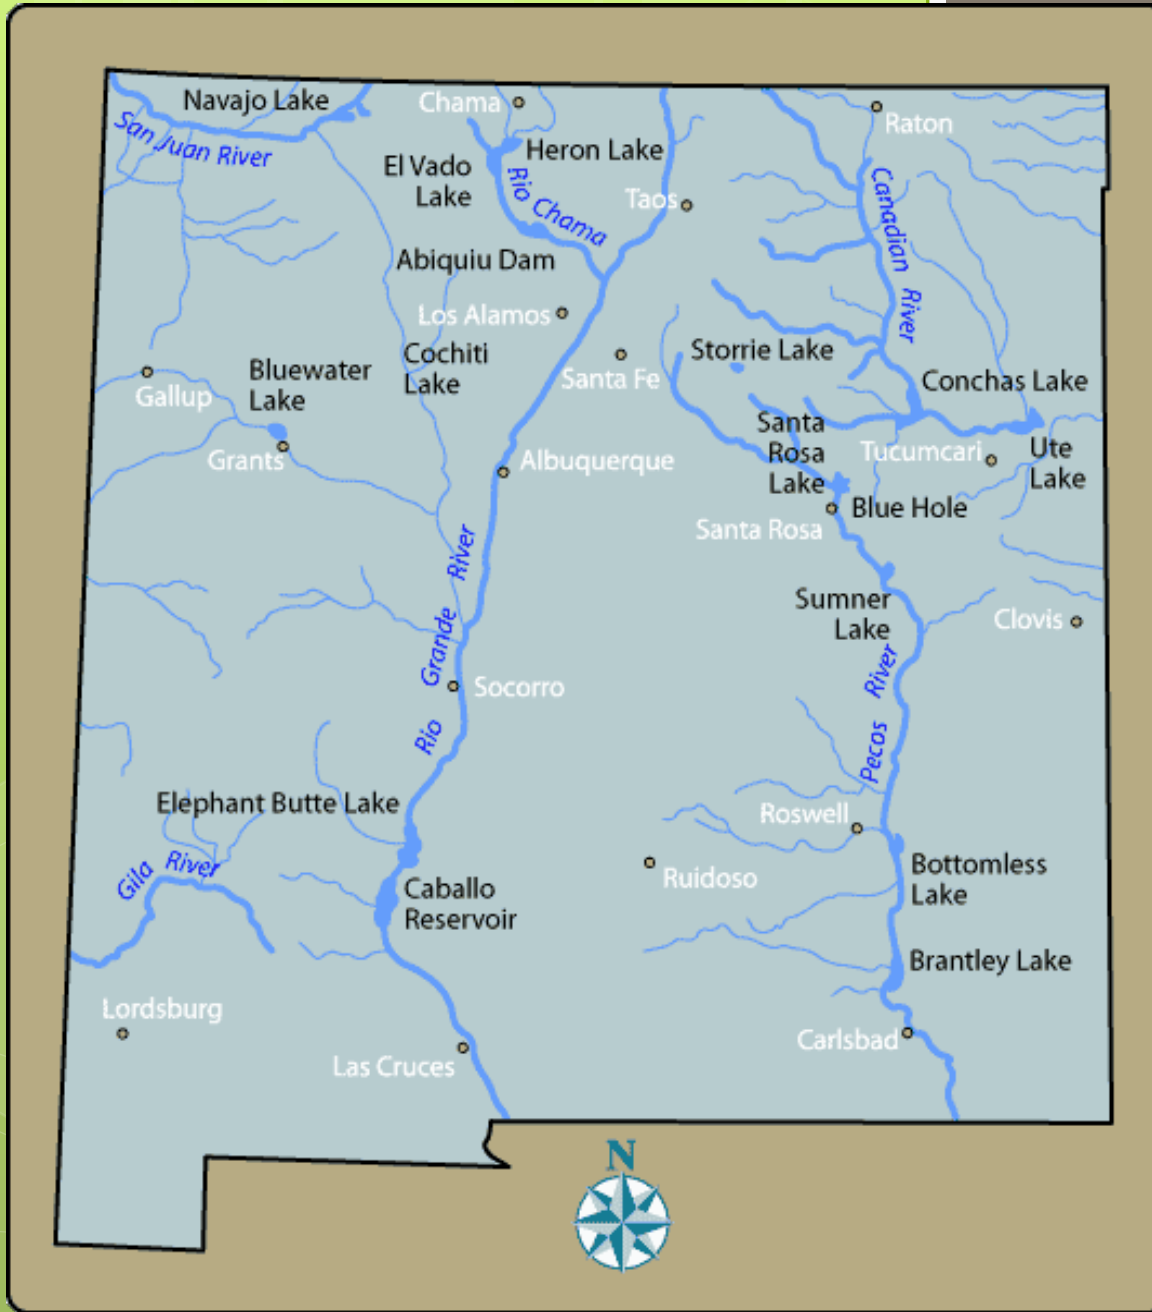 Navajo Lake
Chama
Raton
San Juan River
El Vado
Lake
Heron Lake
Rio Chama
Taos
Canadian River
Abiquiu Dam
Los Alamos
Cochiti
Lake
Santa Fe
Storrie Lake
Bluewater
Lake
Gallup
Conchas Lake
Grants
Albuquerque
Santa
Rosa
Lake
Tucumcari
Ute
Lake
Blue Hole
Santa Rosa
Sumner
Lake
Clovis
Rio Grande River
Socorro
Pecos River
Elephant Butte Lake
Roswell
Gila River
Ruidoso
Bottomless
Lake
Caballo
Reservoir
Brantley Lake
Lordsburg
Carlsbad
Las Cruces
N